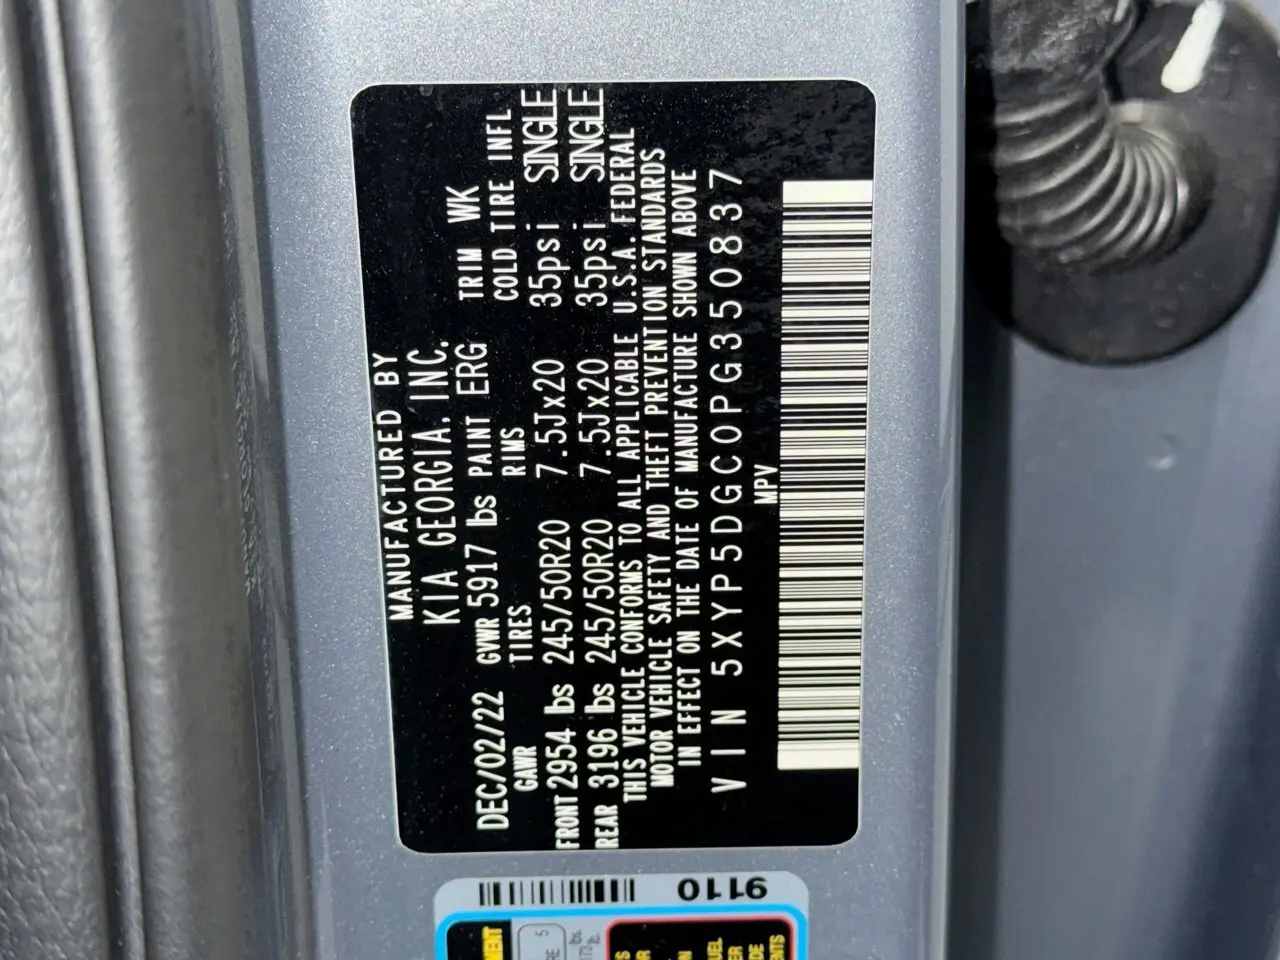 MANUFACTURED BY
KIA GEORGIA. INC.
DEC/02/22 GVWR 5917 lbs PAINT ERG TRIM WK
GAWR TIRES RIMS COLD TIRE INFL
FRONT 2954 lbs 245/50R20 7.5Jx20 35psi SINGLE
REAR 3196 lbs 245/50R20 7.5Jx20 35psi SINGLE
THIS VEHICLE CONFORMS TO ALL APPLICABLE U.S.A. FEDERAL
MOTOR VEHICLE SAFETY AND THEFT PREVENTION STANDARDS
IN EFFECT ON THE DATE OF MANUFACTURE SHOWN ABOVE
VIN 5XYP5DGC0PG350837
MPV
9110